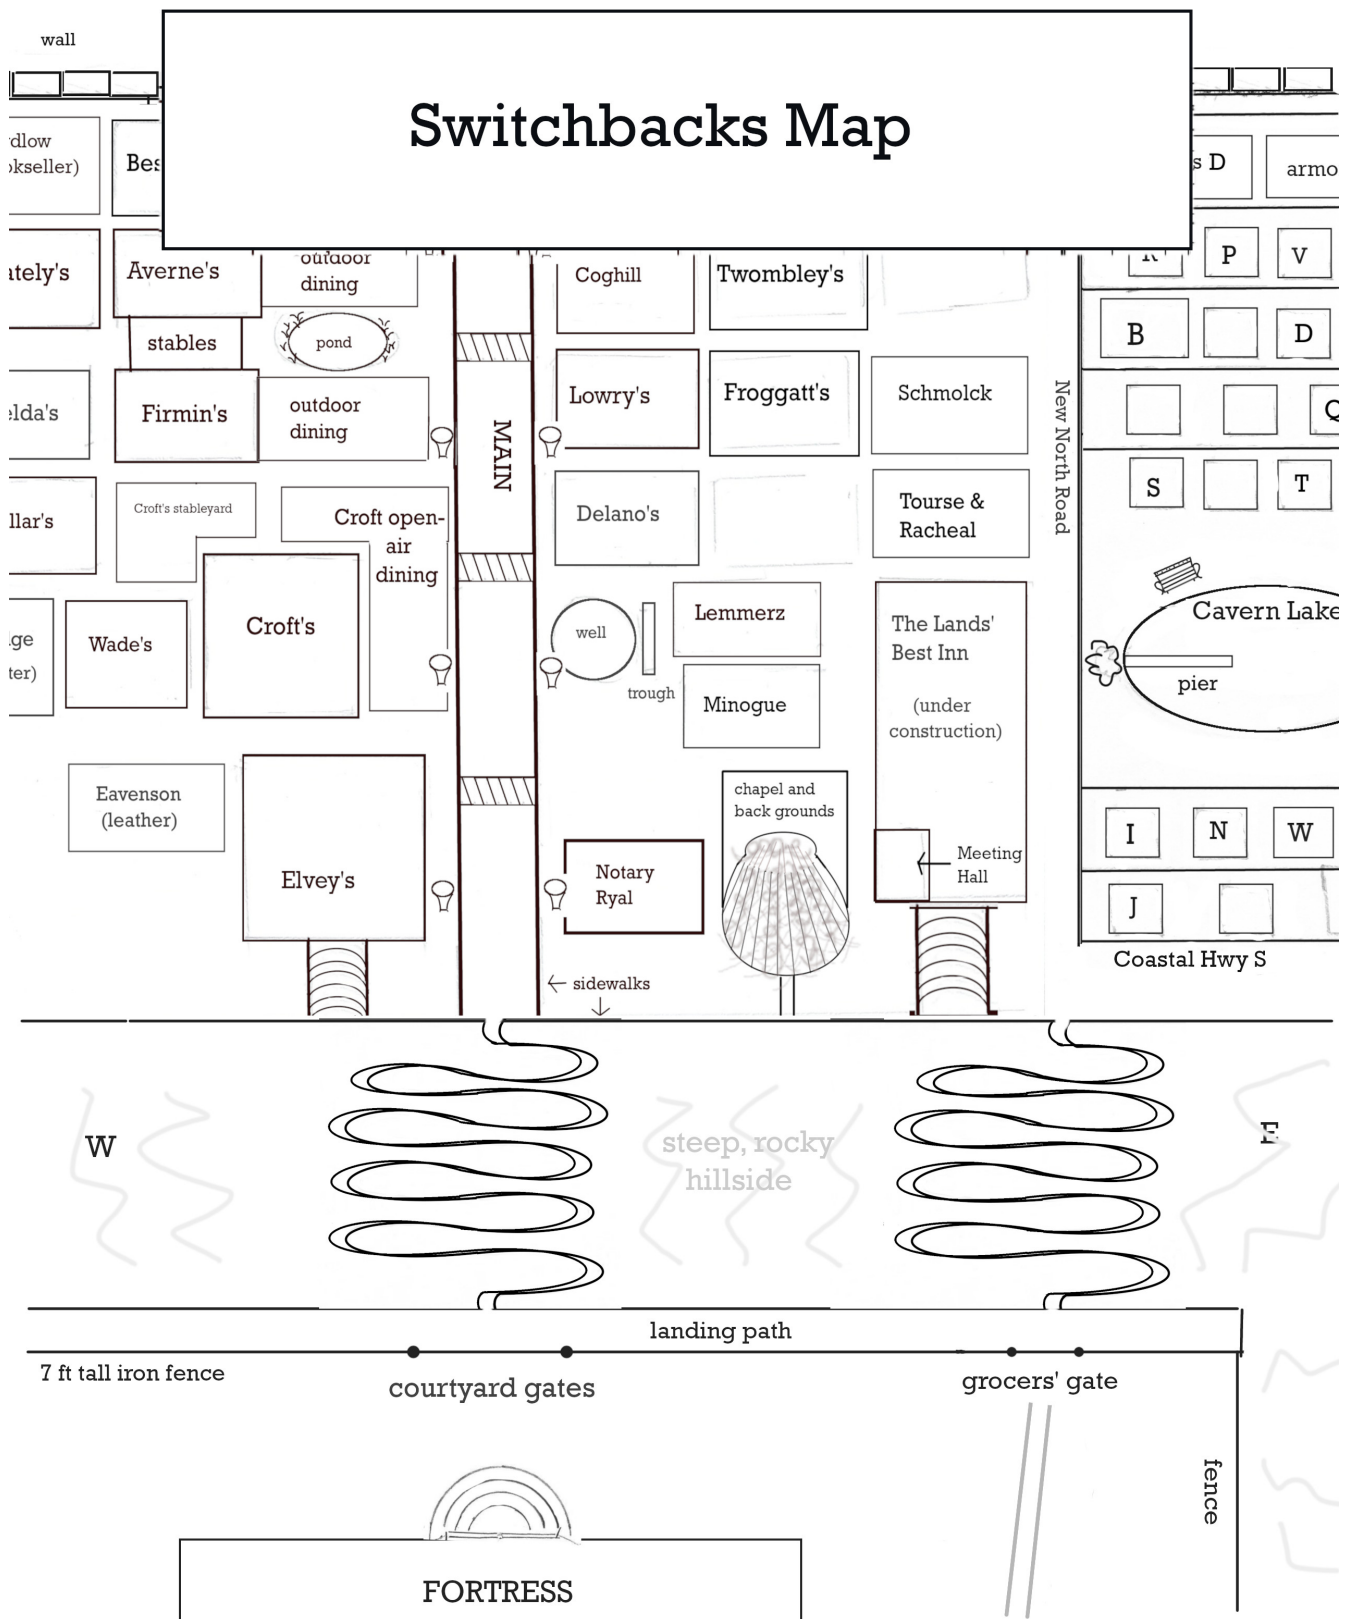 wall
Switchbacks Map
dlow
okseller)
Bes
s D
armo
ately's
Averne's
outdoor
dining
Coghill
Twombley's
P
V
stables
pond
B
D
elda's
Firmin's
outdoor
dining
MAIN
Lowry's
Froggatt's
Schmolck
New North Road
Q
llar's
Croft's stableyard
Croft open-
air
dining
Delano's
Tourse &
Racheal
S
T
ge
ter)
Wade's
Croft's
well
trough
Lemmerz
Minogue
The Lands'
Best Inn
(under
construction)
Cavern Lake
pier
Eavenson
(leather)
Elvey's
Notary
Ryal
chapel and
back grounds
Meeting
Hall
I
N
W
J
Coastal Hwy S
sidewalks
W
steep, rocky
hillside
E
landing path
7 ft tall iron fence
courtyard gates
grocers' gate
fence
FORTRESS